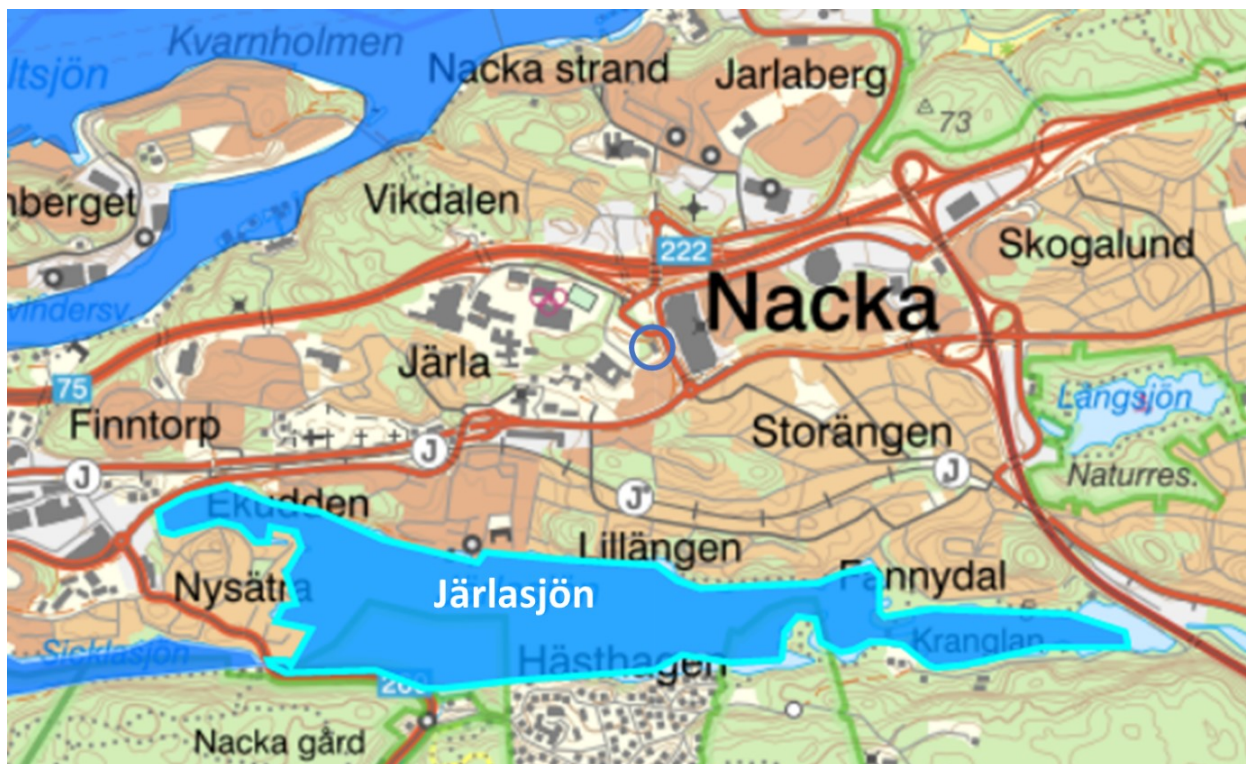 Kvarnholmen
ltsjön
Nacka strand
Jarlaberg
73
nberget
Vikdalen
222
Skogalund
Nacka
vindersv.
Järla
75
Långsjön
Finntorp
Storängen
J
J
J
J
Naturres.
Ekudden
Lillängen
Fannydal
Nysätra
Järlasjön
Kranglan
Sicklasjön
Hästhagen
Nacka gård